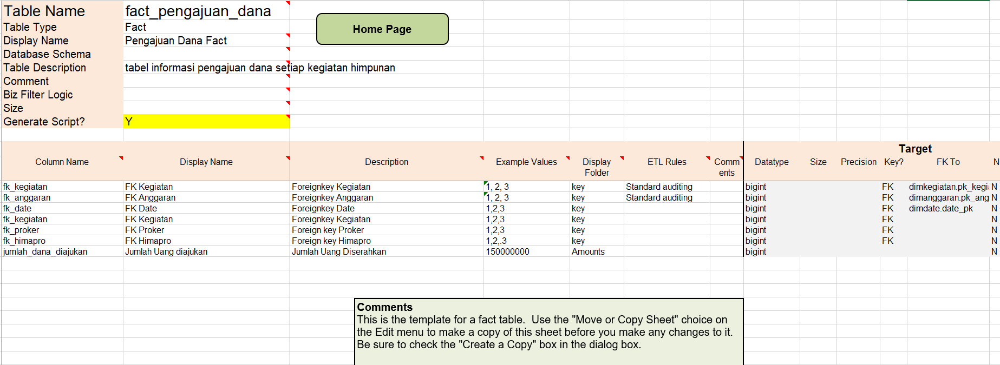 Table Name fact_pengajuan_dana
Table Type Fact
Home Page
Display Name Pengajuan Dana Fact
Database Schema
Table Description tabel informasi pengajuan dana setiap kegiatan himpunan
Comment
Biz Filter Logic
Size
Generate Script? Y
Target
Column Name Display Name Description Example Values Display Folder ETL Rules Comm ents Datatype Size Precision Key? FK To N
fk_kegiatan FK Kegiatan Foreignkey Kegiatan 1, 2, 3 key Standard auditing bigint FK dimkegiatan.pk_kegi N
fk_anggaran FK Anggaran Foreignkey Anggaran 1, 2, 3 key Standard auditing bigint FK dimanggaran.pk_ang N
fk_date FK Date Foreignkey Date 1,2,3 key bigint FK dimdate.date_pk N
fk_kegiatan FK Kegiatan Foreignkey Kegiatan 1,2,3 key bigint FK N
fk_proker FK Proker Foreign key Proker 1,2,3 key bigint FK N
fk_himapro FK Himapro Foreign key Himapro 1,2,.3 key bigint FK N
jumlah_dana_diajukan Jumlah Uang diajukan Jumlah Uang Diserahkan 150000000 Amounts bigint N
Comments
This is the template for a fact table.  Use the "Move or Copy Sheet" choice on
the Edit menu to make a copy of this sheet before you make any changes to it.
Be sure to check the "Create a Copy" box in the dialog box.